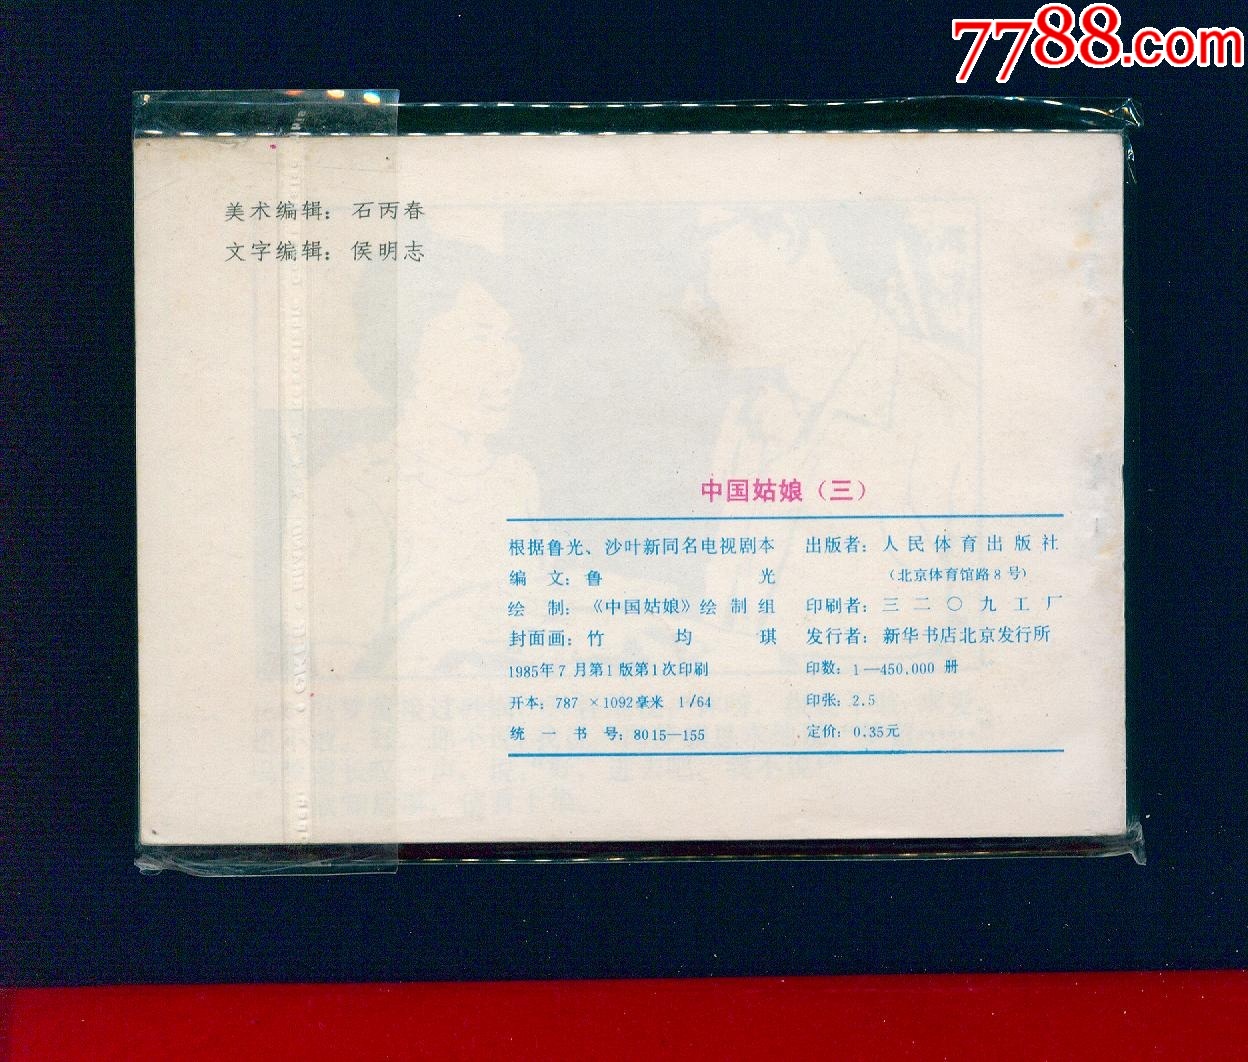 7788.com
美术编辑：石丙春
文字编辑：侯明志
中国姑娘（三）
根据鲁光、沙叶新同名电视剧本
编 文：鲁 光
绘 制：《中国姑娘》绘制组
封面画：竹 均 琪
1985年7月第1版第1次印刷
开本：787 ×1092毫米 1/64
统 一 书 号：8015—155
出版者：人民体育出版社
（北京体育馆路8号）
印刷者：三二〇九工厂
发行者：新华书店北京发行所
印数：1—450,000 册
印张：2.5
定价：0.35元